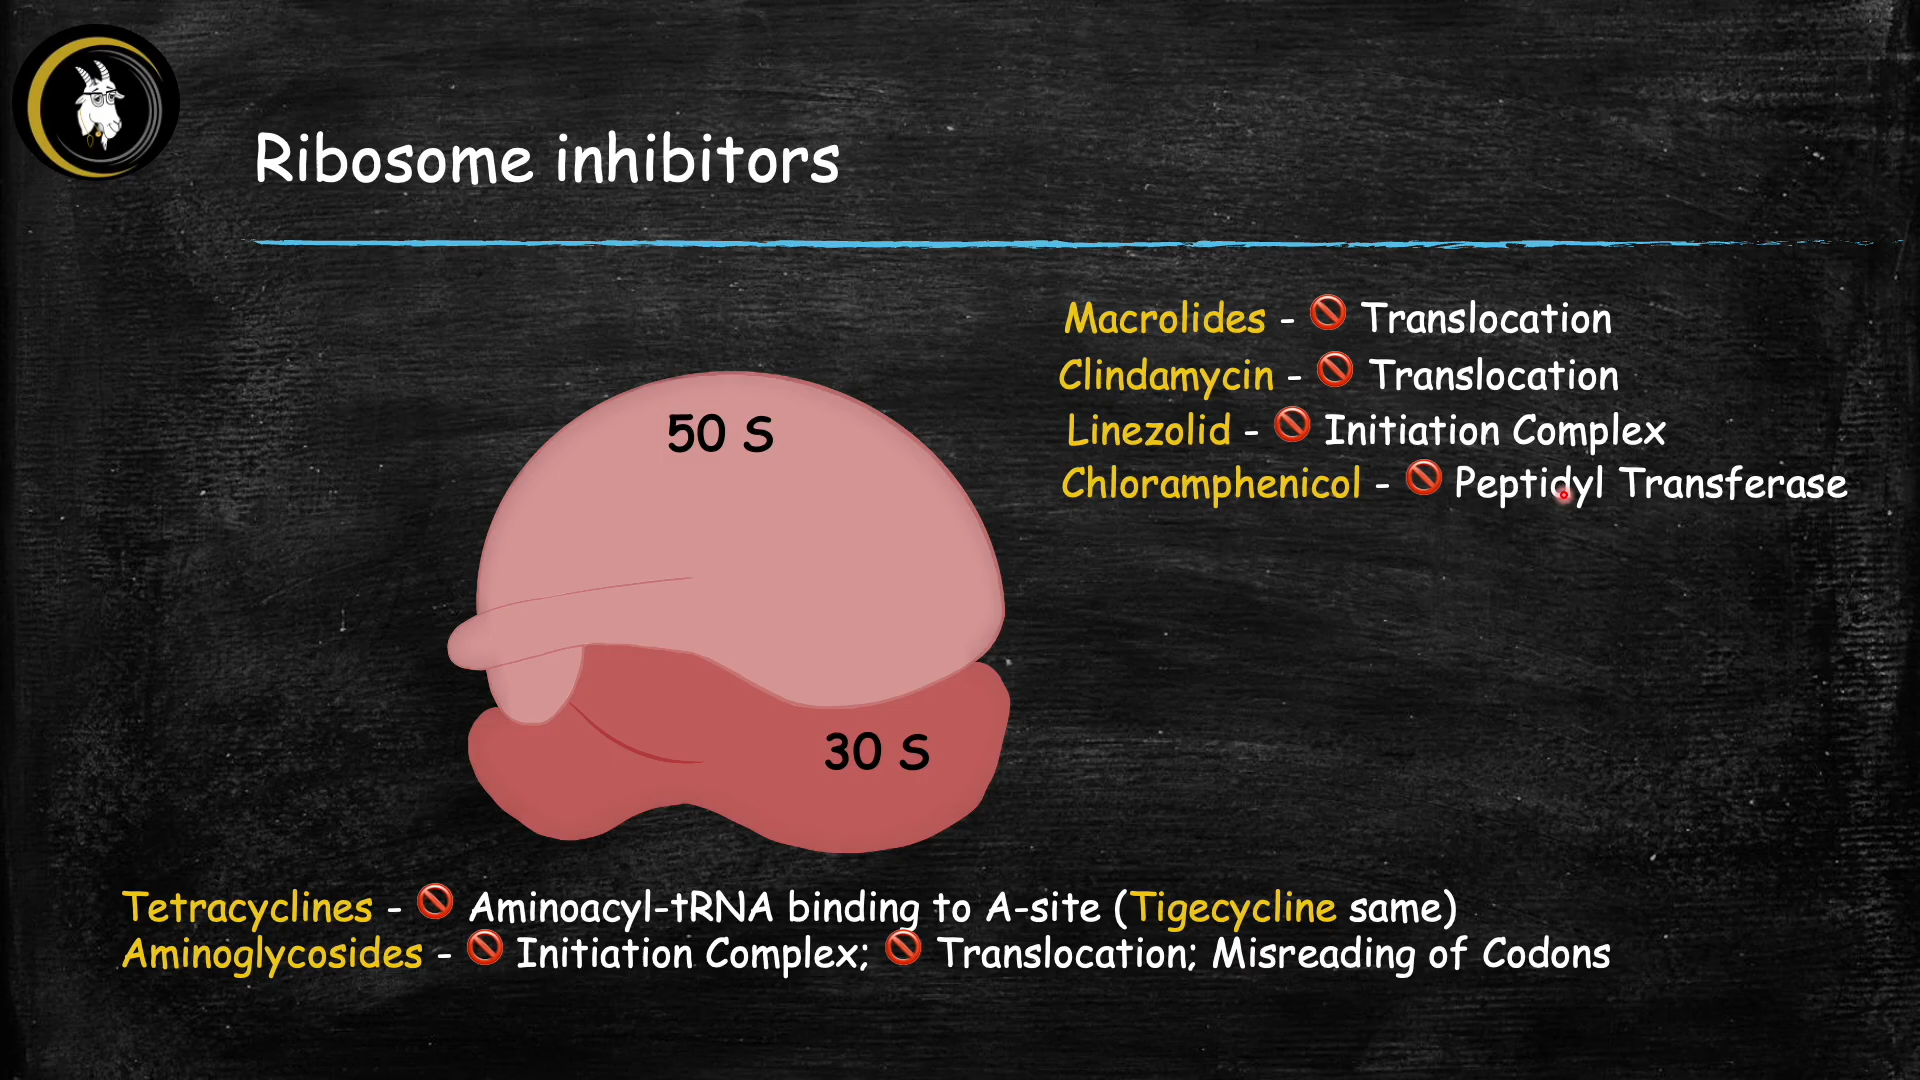 Ribosome inhibitors
Macrolides - 🚫 Translocation
Clindamycin - 🚫 Translocation
Linezolid - 🚫 Initiation Complex
Chloramphenicol - 🚫 Peptidyl Transferase
50 S
30 S
Tetracyclines - 🚫 Aminoacyl-tRNA binding to A-site (Tigecycline same)
Aminoglycosides - 🚫 Initiation Complex; 🚫 Translocation; Misreading of Codons